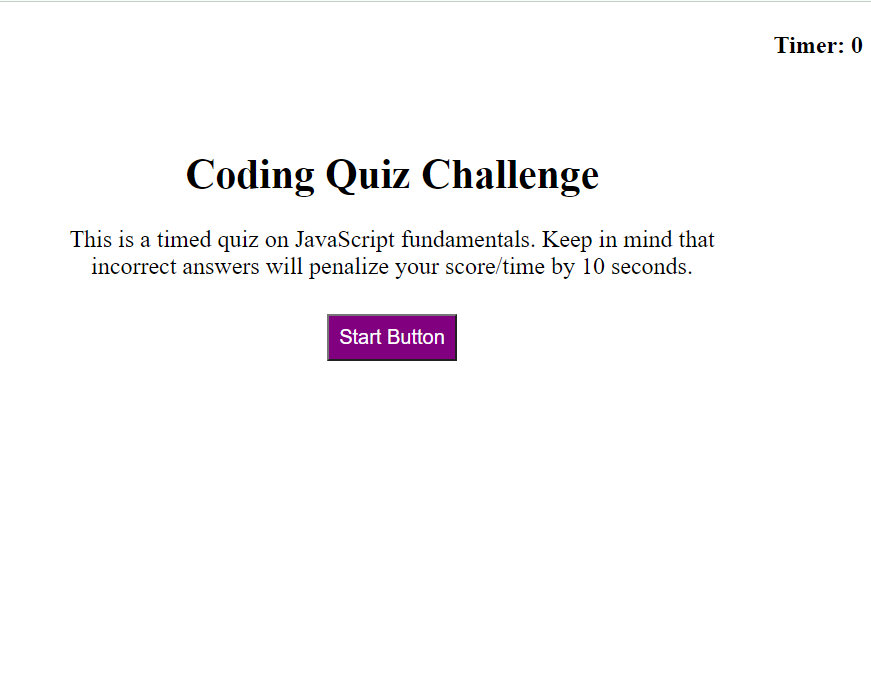 Timer: 0
Coding Quiz Challenge
This is a timed quiz on JavaScript fundamentals. Keep in mind that
incorrect answers will penalize your score/time by 10 seconds.
Start Button